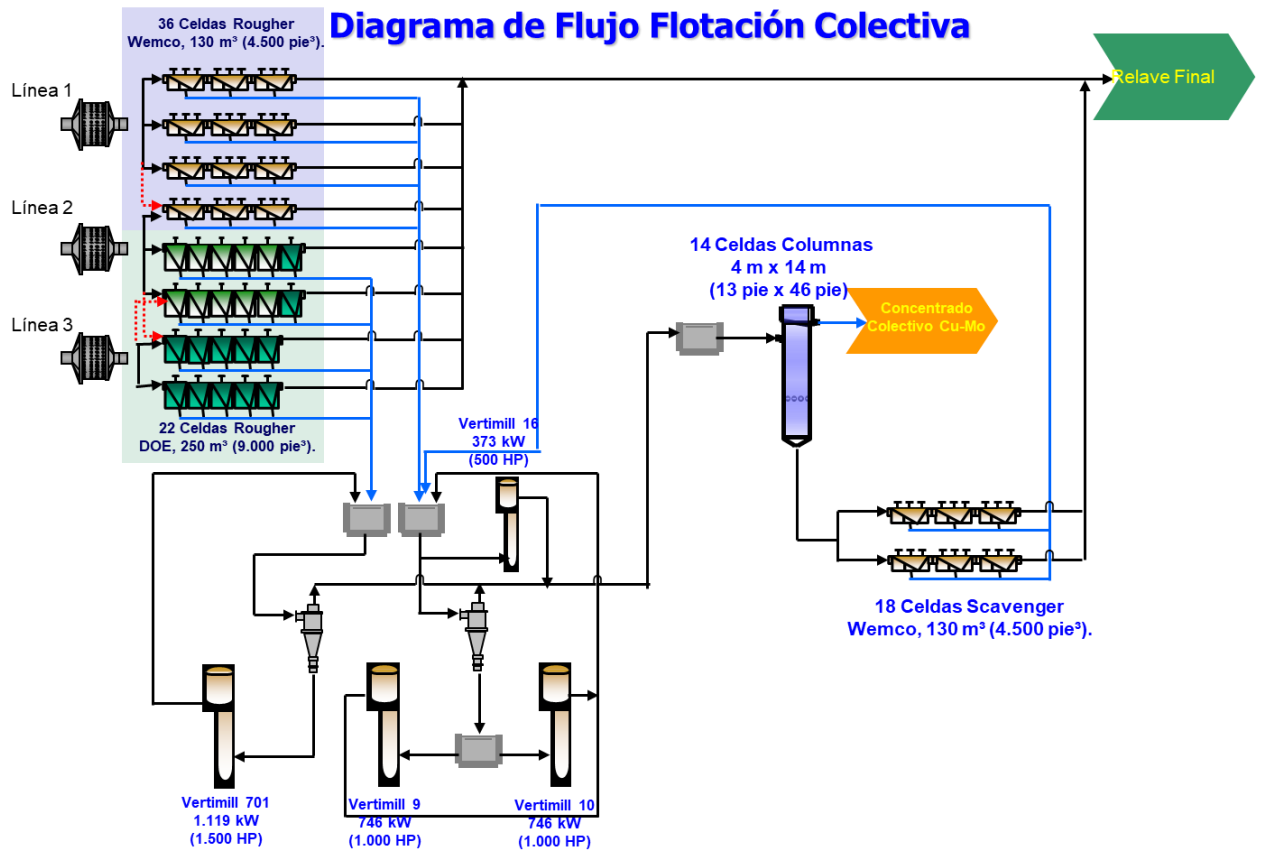 Diagrama de Flujo Flotación Colectiva
36 Celdas Rougher
Wemco, 130 m³ (4.500 pie³).
Relave Final
Línea 1
Línea 2
Línea 3
14 Celdas Columnas
4 m x 14 m
(13 pie x 46 pie)
Concentrado
Colectivo Cu-Mo
22 Celdas Rougher
DOE, 250 m³ (9.000 pie³).
Vertimill 16
373 kW
(500 HP)
18 Celdas Scavenger
Wemco, 130 m³ (4.500 pie³).
Vertimill 701
1.119 kW
(1.500 HP)
Vertimill 9
746 kW
(1.000 HP)
Vertimill 10
746 kW
(1.000 HP)